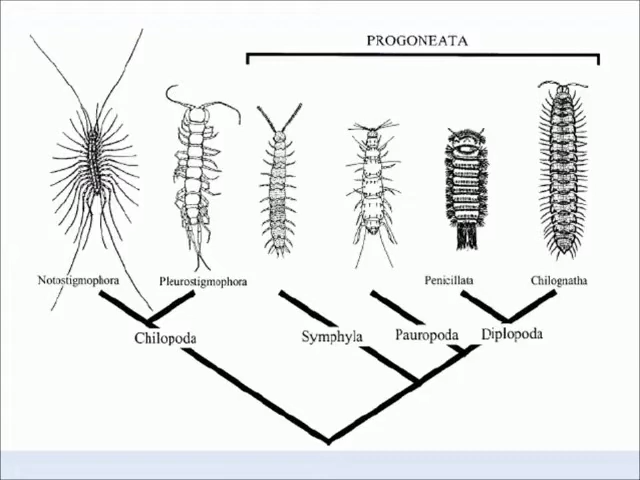 PROGONEATA
Notostigmophora
Pleurostigmophora
Penicillata
Chilognatha
Chilopoda
Symphyla
Pauropoda
Diplopoda